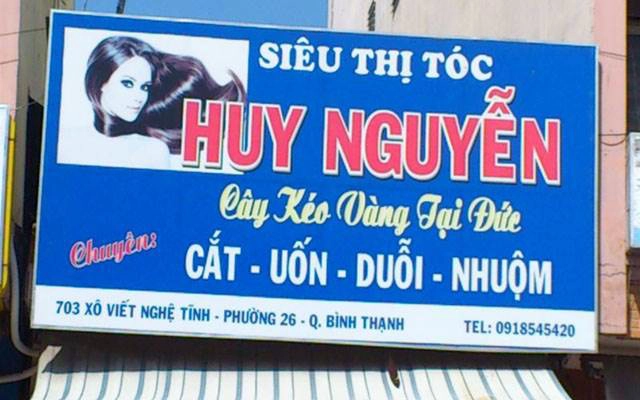 SIÊU THỊ TÓC
HUY NGUYỄN
Cây Kéo Vàng Tại Đức
Chuyên:
CẮT - UỐN - DUỖI - NHUỘM
703 XÔ VIẾT NGHỆ TĨNH - PHƯỜNG 26 - Q. BÌNH THẠNH TEL: 0918545420